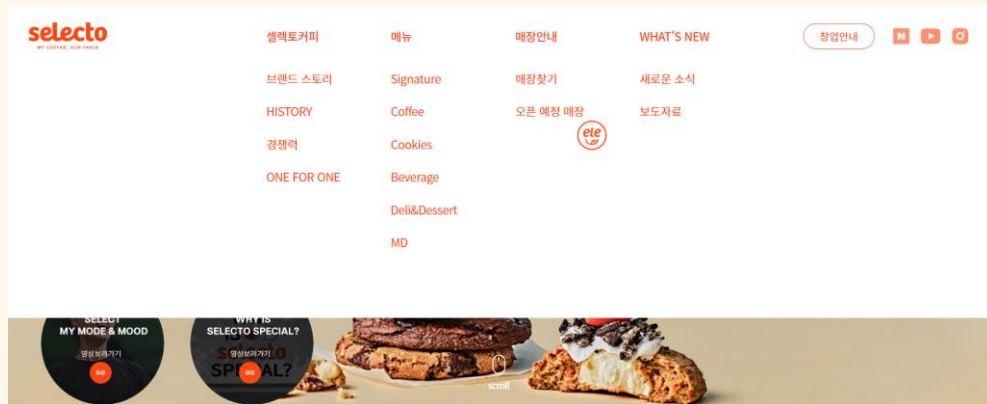 selecto
MY COFFEE, OUR TABLE
셀렉토커피
브랜드 스토리
HISTORY
경쟁력
ONE FOR ONE
메뉴
Signature
Coffee
Cookies
Beverage
Deli&Dessert
MD
매장안내
매장찾기
오픈 예정 매장
ele
WHAT'S NEW
새로운 소식
보도자료
창업안내
N
SELECT
MY MODE & MOOD
영상보러가기
GO
WHY IS
SELECTO SPECIAL?
영상보러가기
GO
scroll